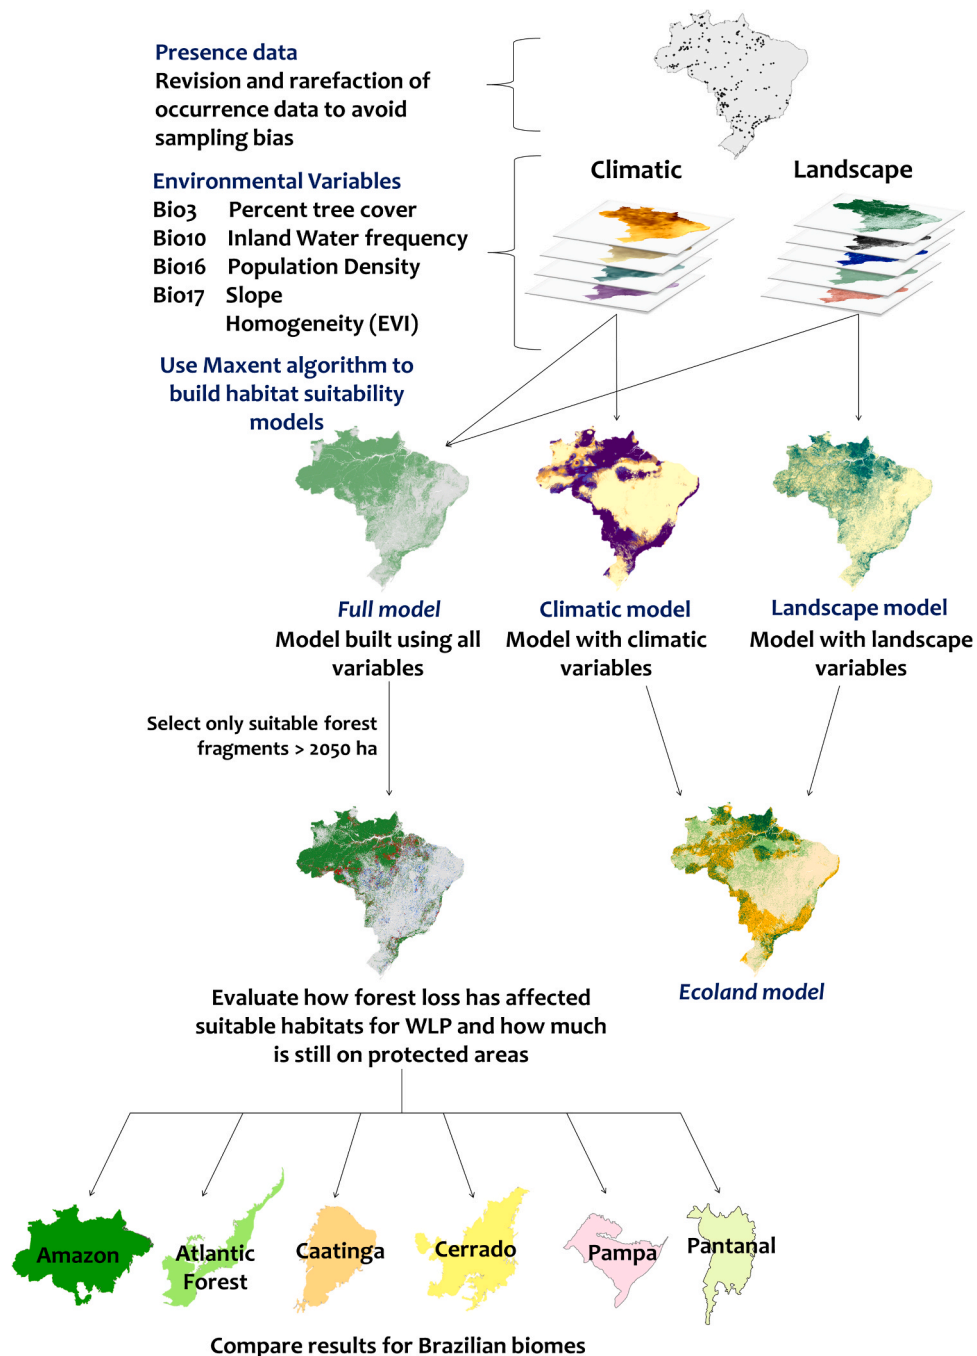 Presence data
Revision and rarefaction of
occurrence data to avoid
sampling bias
Environmental Variables
Bio3 Percent tree cover
Bio10 Inland Water frequency
Bio16 Population Density
Bio17 Slope
Homogeneity (EVI)
Climatic
Landscape
Use Maxent algorithm to
build habitat suitability
models
Full model
Model built using all
variables
Climatic model
Model with climatic
variables
Landscape model
Model with landscape
variables
Select only suitable forest
fragments > 2050 ha
Ecoland model
Evaluate how forest loss has affected
suitable habitats for WLP and how much
is still on protected areas
Amazon
Atlantic
Forest
Caatinga
Cerrado
Pampa
Pantanal
Compare results for Brazilian biomes